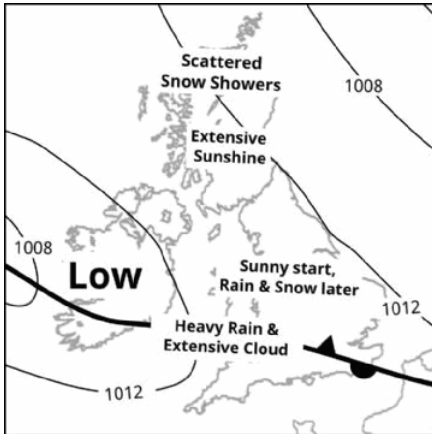 Scattered
Snow Showers
1008
Extensive
Sunshine
1008
Low
Sunny start,
Rain & Snow later
1012
Heavy Rain &
Extensive Cloud
1012